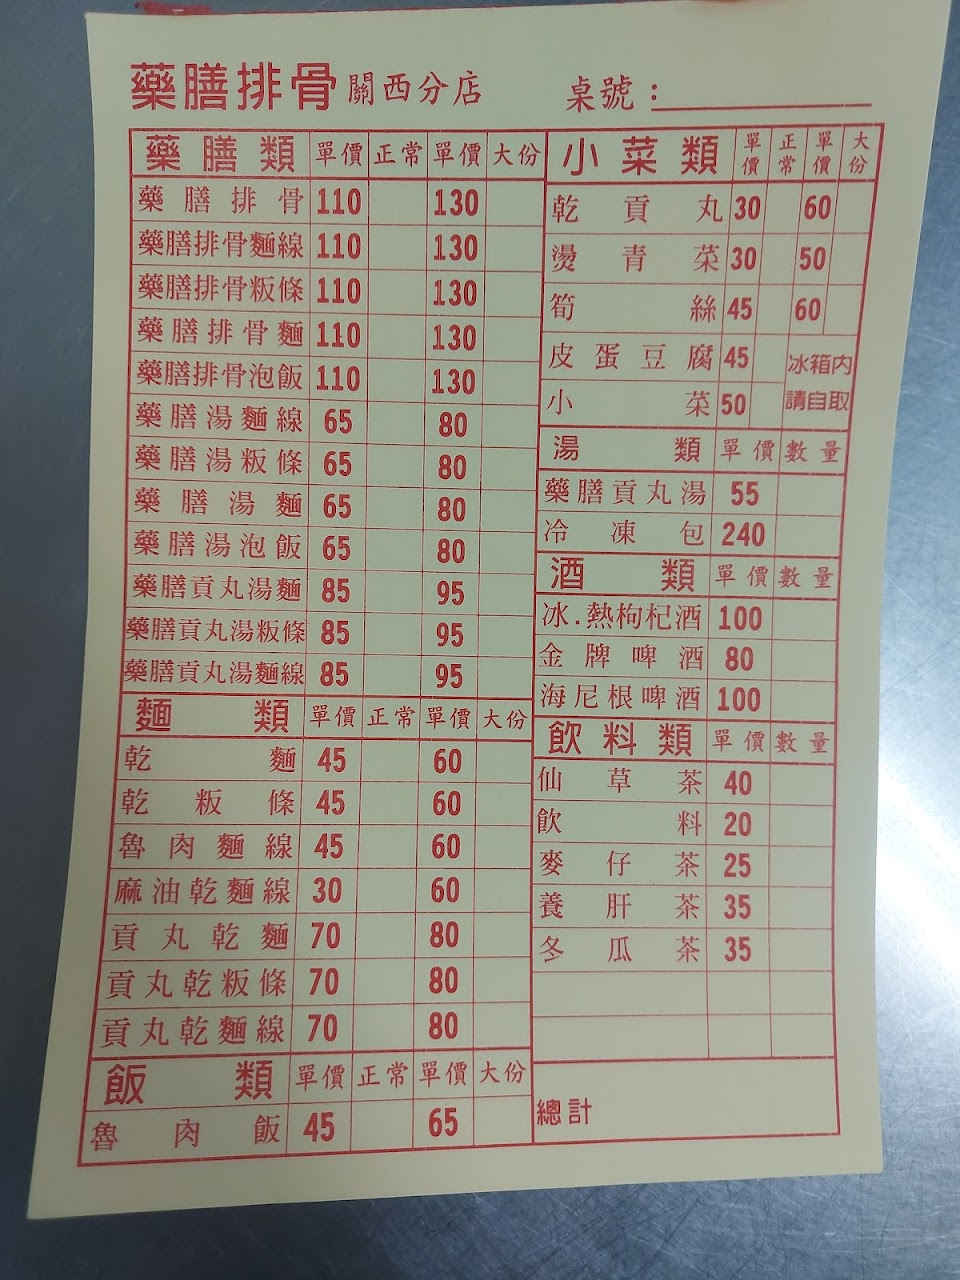 藥膳排骨 關西分店 桌號：
藥膳類 單價 正常 單價 大份
藥膳排骨 110 130
藥膳排骨麵線 110 130
藥膳排骨粄條 110 130
藥膳排骨麵 110 130
藥膳排骨泡飯 110 130
藥膳湯麵線 65 80
藥膳湯粄條 65 80
藥膳湯麵 65 80
藥膳湯泡飯 65 80
藥膳貢丸湯麵 85 95
藥膳貢丸湯粄條 85 95
藥膳貢丸湯麵線 85 95
麵類 單價 正常 單價 大份
乾麵 45 60
乾粄條 45 60
魯肉麵線 45 60
麻油乾麵線 30 60
貢丸乾麵 70 80
貢丸乾粄條 70 80
貢丸乾麵線 70 80
飯類 單價 正常 單價 大份
魯肉飯 45 65
小菜類 單價 正常 單價 大份
乾貢丸 30 60
燙青菜 30 50
筍絲 45 60
皮蛋豆腐 45 冰箱內
小菜 50 請自取
湯類 單價 數量
藥膳貢丸湯 55
冷凍包 240
酒類 單價 數量
冰.熱枸杞酒 100
金牌啤酒 80
海尼根啤酒 100
飲料類 單價 數量
仙草茶 40
飲料 20
麥仔茶 25
養肝茶 35
冬瓜茶 35
總計